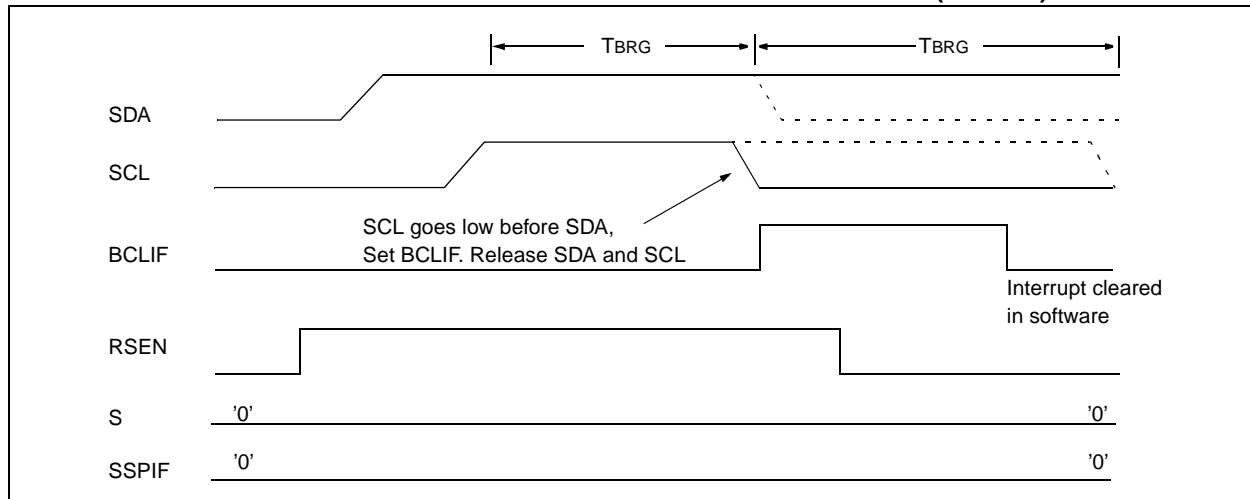 TBRG TBRG
SDA
SCL
SCL goes low before SDA,
Set BCLIF. Release SDA and SCL
BCLIF
Interrupt cleared
in software
RSEN
S '0' '0'
SSPIF '0' '0'